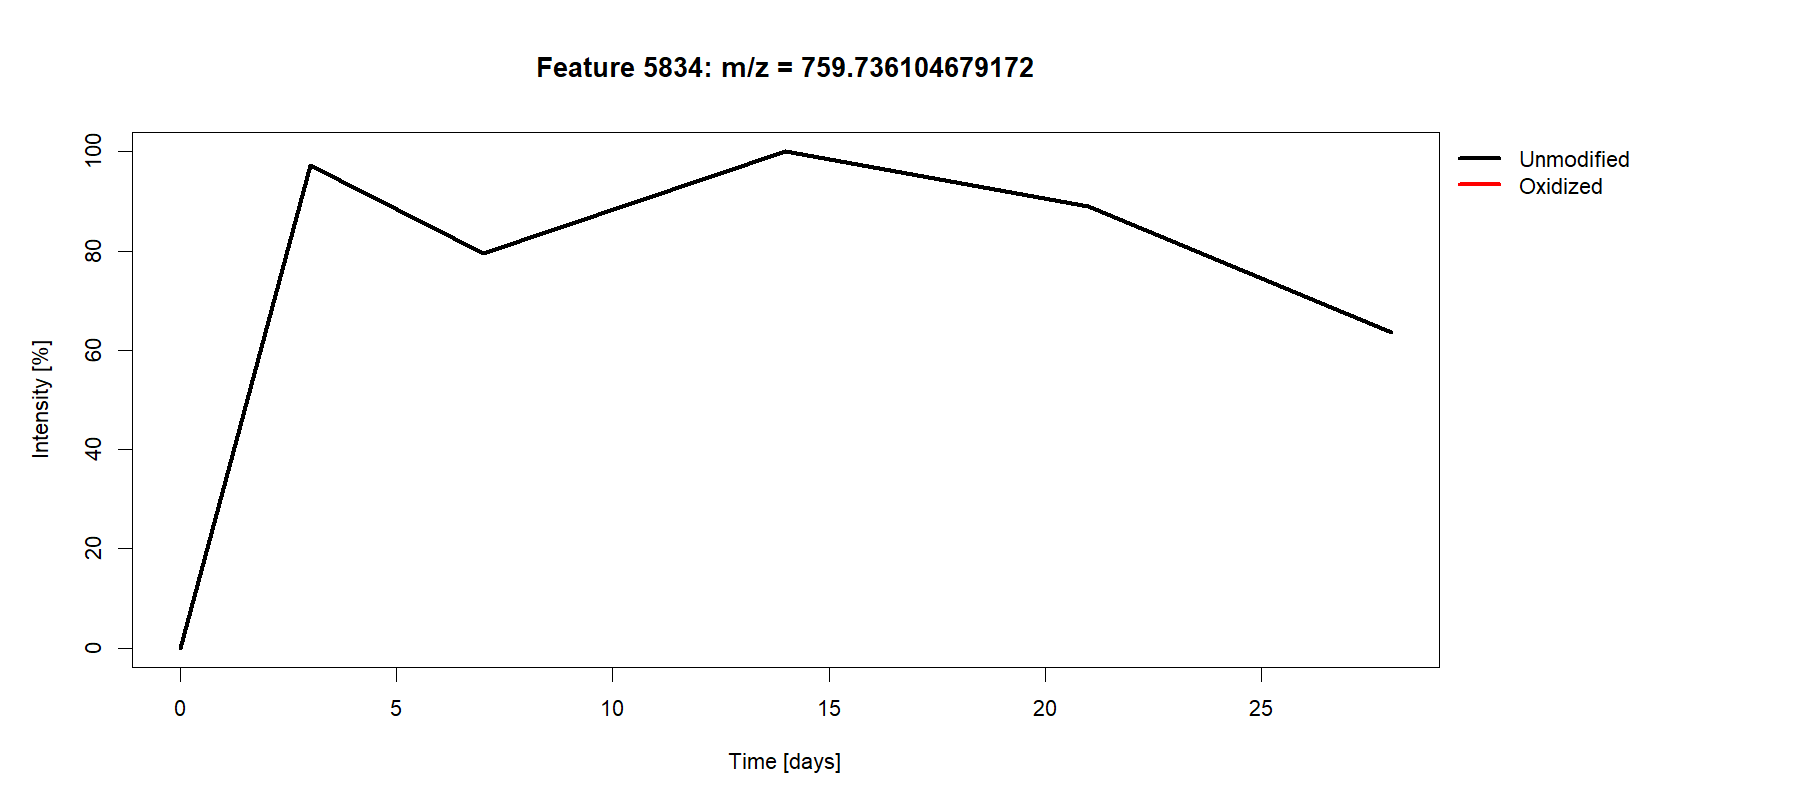 Feature 5834: m/z = 759.736104679172
Unmodified
Oxidized
Intensity [%]
100
80
60
40
20
0
0 5 10 15 20 25
Time [days]